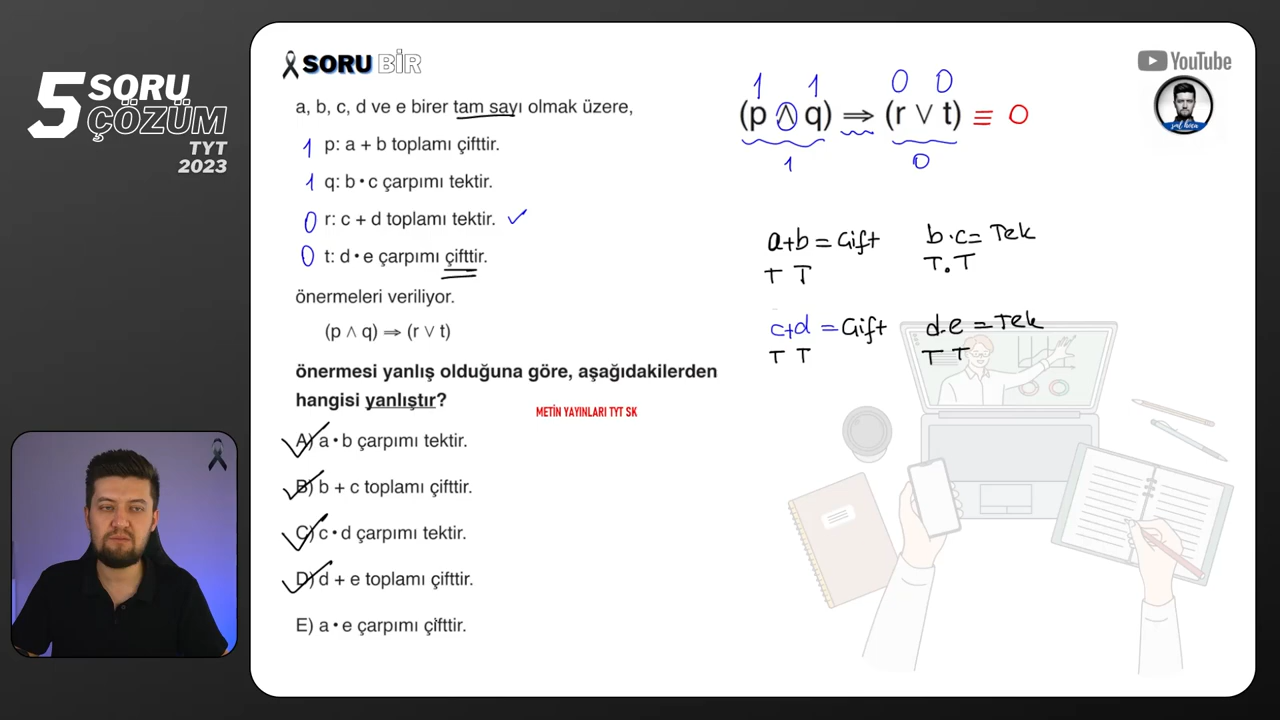 5 SORU
ÇÖZÜM
TYT
2023
SORU BİR
YouTube
a, b, c, d ve e birer tam sayı olmak üzere,
1 p: a + b toplamı çifttir.
1 q: b • c çarpımı tektir.
0 r: c + d toplamı tektir. ✓
0 t: d • e çarpımı çifttir.
önermeleri veriliyor.
(p ∧ q) ⇒ (r ∨ t)
önermesi yanlış olduğuna göre, aşağıdakilerden
hangisi yanlıştır?
METİN YAYINLARI TYT SK
A) a • b çarpımı tektir.
B) b + c toplamı çifttir.
C) c • d çarpımı tektir.
D) d + e toplamı çifttir.
E) a • e çarpımı çifttir.
1 1 0 0
(p ∧ q) ⇒ (r ∨ t) ≡ 0
1 0
a+b = Çift b.c = Tek
T T T . T
c+d = Çift d.e = Tek
T T T T